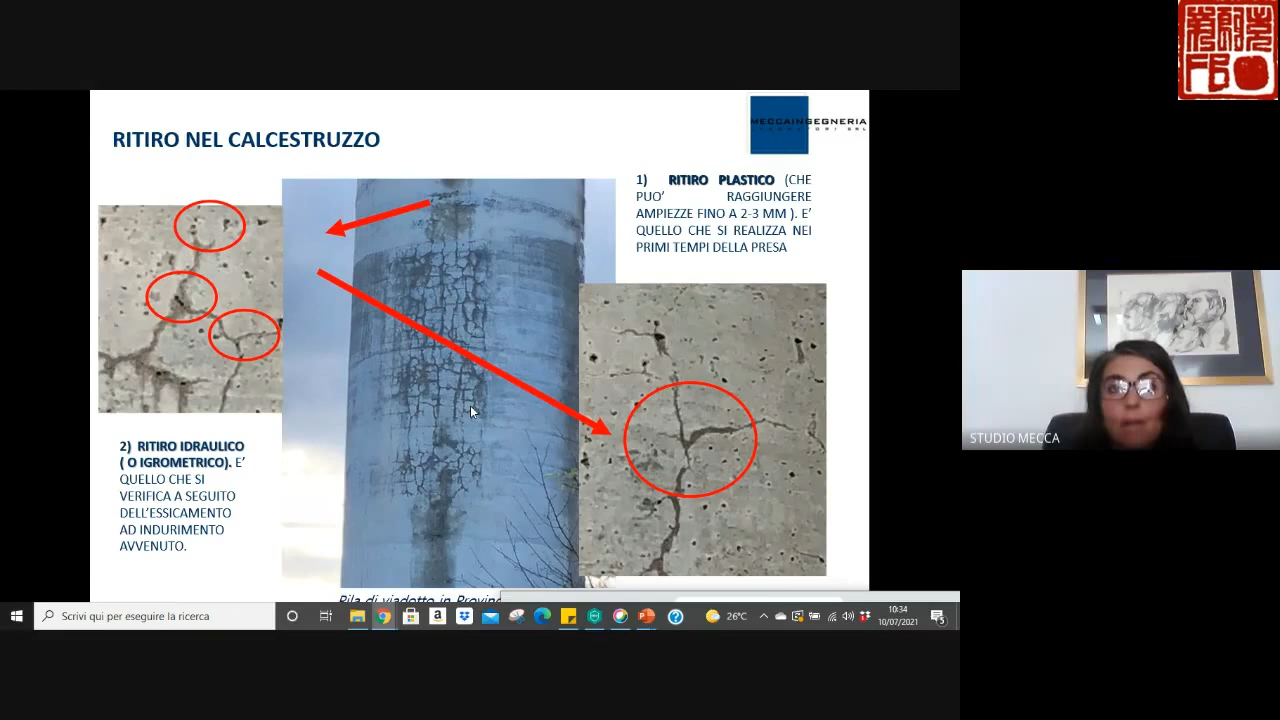 RITIRO NEL CALCESTRUZZO
MECCAINGEGNERIA
1) RITIRO PLASTICO (CHE
PUO’ RAGGIUNGERE
AMPIEZZE FINO A 2-3 MM ). E’
QUELLO CHE SI REALIZZA NEI
PRIMI TEMPI DELLA PRESA
2) RITIRO IDRAULICO
( O IGROMETRICO). E’
QUELLO CHE SI
VERIFICA A SEGUITO
DELL’ESSICAMENTO
AD INDURIMENTO
AVVENUTO.
Pila di viadotto in
STUDIO MECCA
Scrivi qui per eseguire la ricerca
26°C
10:34
10/07/2021
5